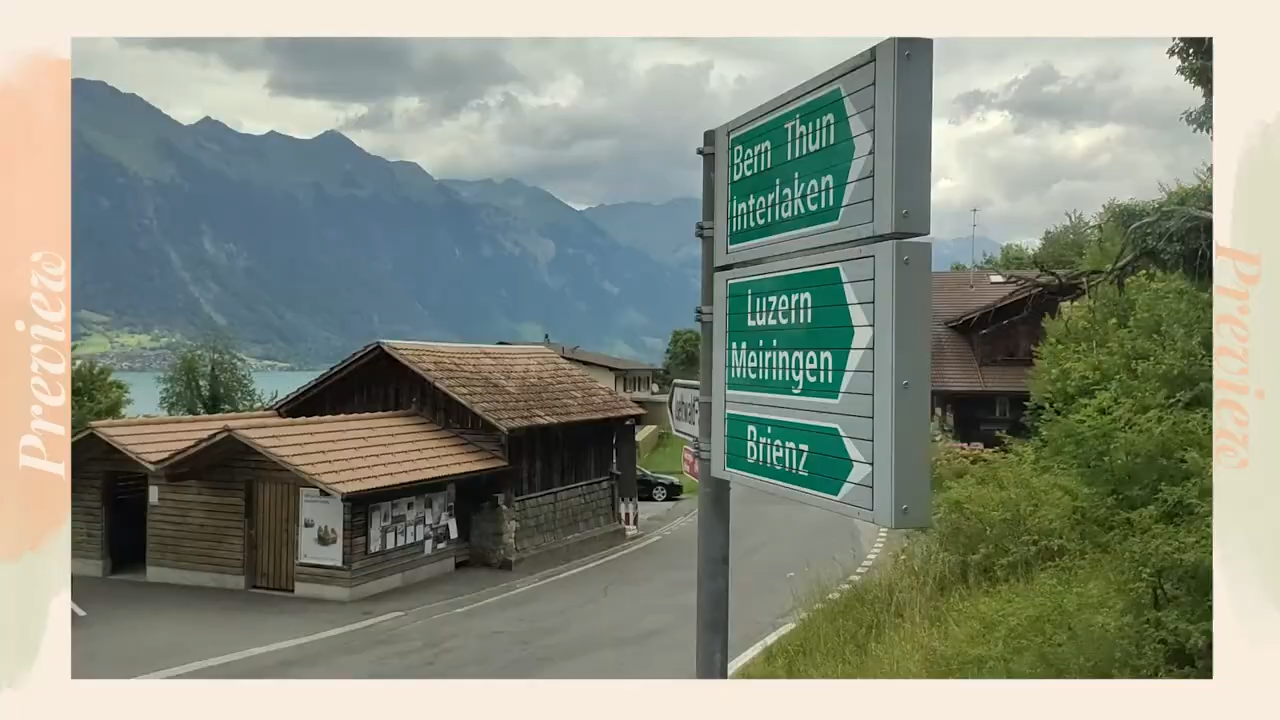 Preview
Bern Thun
Interlaken
Luzern
Meiringen
Brienz
Preview